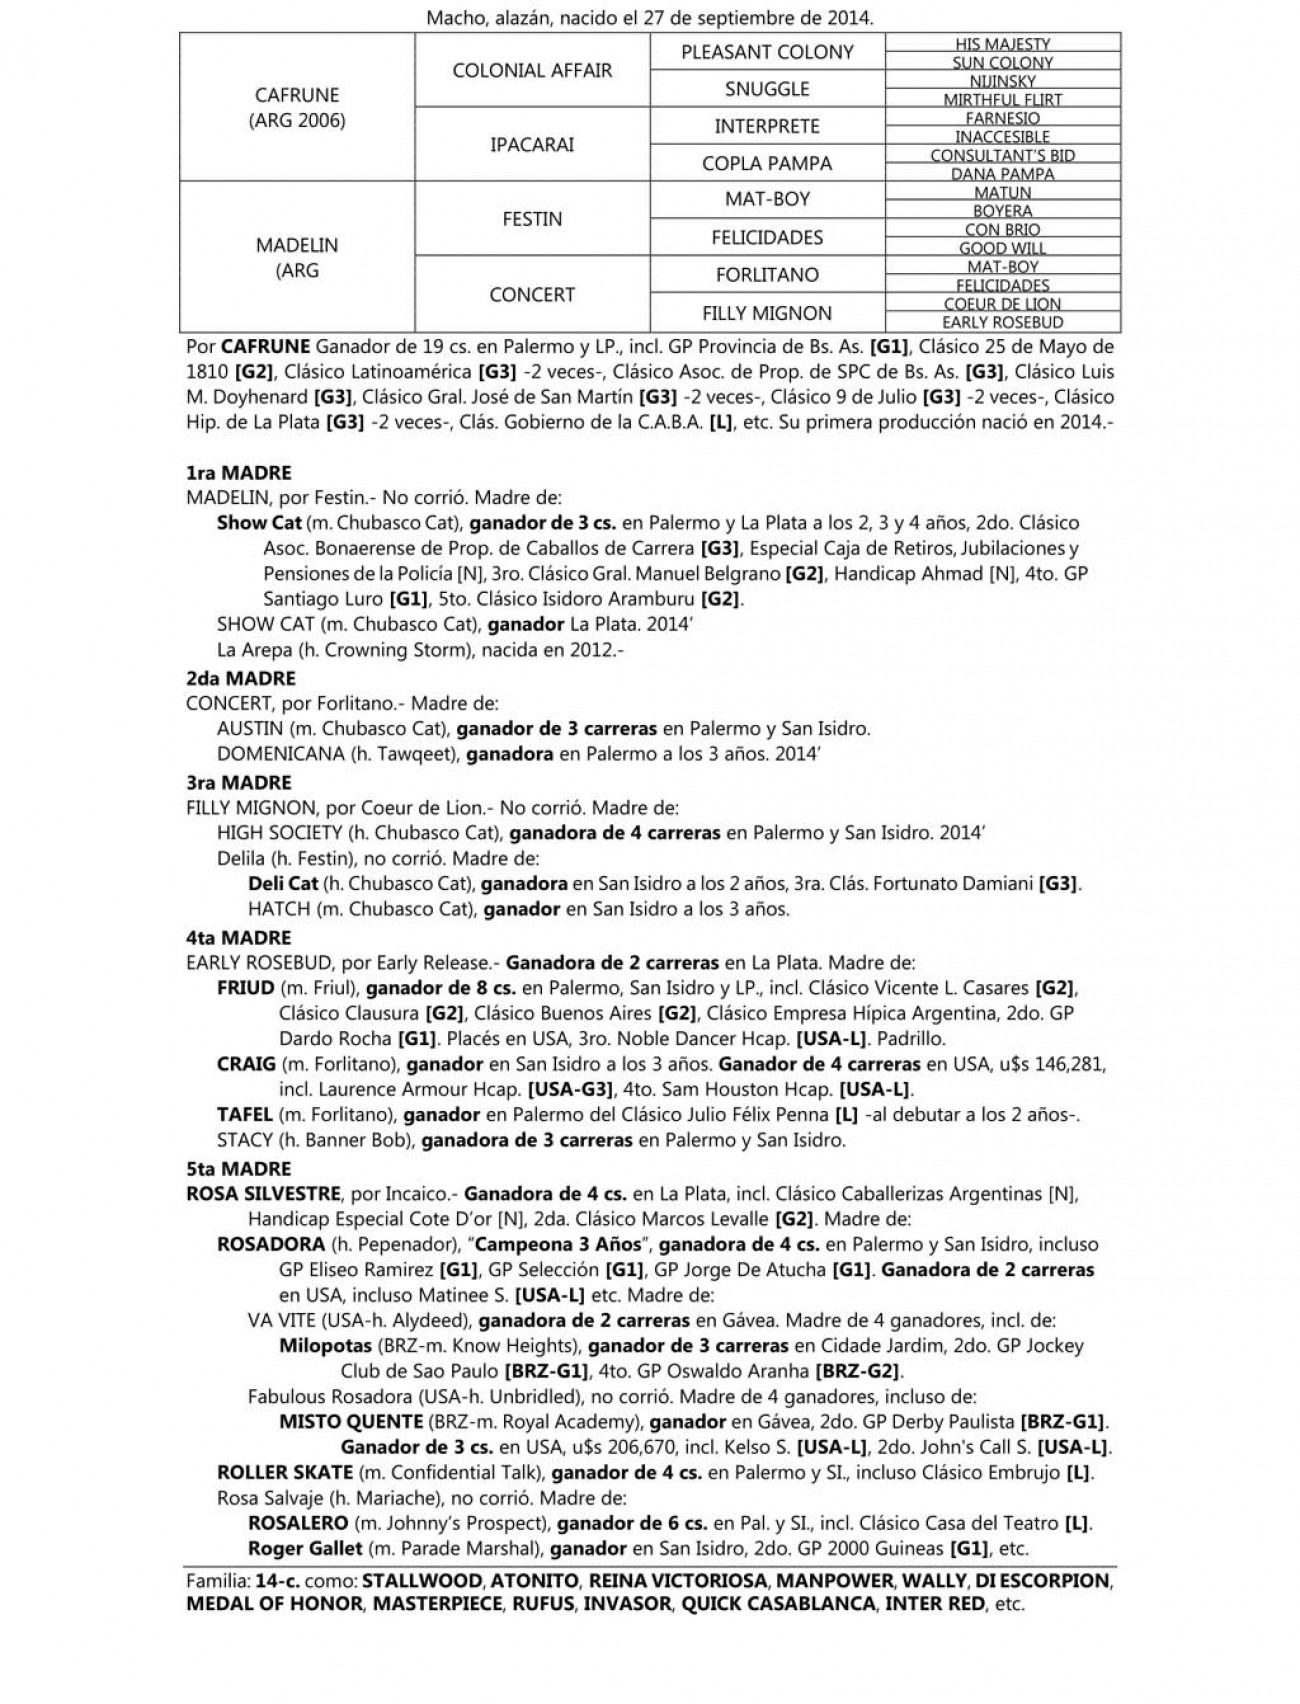 Macho, alazán, nacido el 27 de septiembre de 2014.
CAFRUNE
(ARG 2006)
COLONIAL AFFAIR
PLEASANT COLONY
HIS MAJESTY
SUN COLONY
SNUGGLE
NIJINSKY
MIRTHFUL FLIRT
IPACARAI
INTERPRETE
FARNESIO
INACCESIBLE
COPLA PAMPA
CONSULTANT'S BID
DANA PAMPA
MADELIN
(ARG
FESTIN
MAT-BOY
MATUN
BOYERA
FELICIDADES
CON BRIO
GOOD WILL
CONCERT
FORLITANO
MAT-BOY
FELICIDADES
FILLY MIGNON
COEUR DE LION
EARLY ROSEBUD
Por CAFRUNE Ganador de 19 cs. en Palermo y LP., incl. GP Provincia de Bs. As. [G1], Clásico 25 de Mayo de
1810 [G2], Clásico Latinoamérica [G3] -2 veces-, Clásico Asoc. de Prop. de SPC de Bs. As. [G3], Clásico Luis
M. Doyhenard [G3], Clásico Gral. José de San Martín [G3] -2 veces-, Clásico 9 de Julio [G3] -2 veces-, Clásico
Hip. de La Plata [G3] -2 veces-, Clás. Gobierno de la C.A.B.A. [L], etc. Su primera producción nació en 2014.-
1ra MADRE
MADELIN, por Festin.- No corrió. Madre de:
Show Cat (m. Chubasco Cat), ganador de 3 cs. en Palermo y La Plata a los 2, 3 y 4 años, 2do. Clásico
Asoc. Bonaerense de Prop. de Caballos de Carrera [G3], Especial Caja de Retiros, Jubilaciones y
Pensiones de la Policía [N], 3ro. Clásico Gral. Manuel Belgrano [G2], Handicap Ahmad [N], 4to. GP
Santiago Luro [G1], 5to. Clásico Isidoro Aramburu [G2].
SHOW CAT (m. Chubasco Cat), ganador La Plata. 2014'
La Arepa (h. Crowning Storm), nacida en 2012.-
2da MADRE
CONCERT, por Forlitano.- Madre de:
AUSTIN (m. Chubasco Cat), ganador de 3 carreras en Palermo y San Isidro.
DOMENICANA (h. Tawqeet), ganadora en Palermo a los 3 años. 2014'
3ra MADRE
FILLY MIGNON, por Coeur de Lion.- No corrió. Madre de:
HIGH SOCIETY (h. Chubasco Cat), ganadora de 4 carreras en Palermo y San Isidro. 2014'
Delila (h. Festin), no corrió. Madre de:
Deli Cat (h. Chubasco Cat), ganadora en San Isidro a los 2 años, 3ra. Clás. Fortunato Damiani [G3].
HATCH (m. Chubasco Cat), ganador en San Isidro a los 3 años.
4ta MADRE
EARLY ROSEBUD, por Early Release.- Ganadora de 2 carreras en La Plata. Madre de:
FRIUD (m. Friul), ganador de 8 cs. en Palermo, San Isidro y LP., incl. Clásico Vicente L. Casares [G2],
Clásico Clausura [G2], Clásico Buenos Aires [G2], Clásico Empresa Hípica Argentina, 2do. GP
Dardo Rocha [G1]. Placés en USA, 3ro. Noble Dancer Hcap. [USA-L]. Padrillo.
CRAIG (m. Forlitano), ganador en San Isidro a los 3 años. Ganador de 4 carreras en USA, u$s 146,281,
incl. Laurence Armour Hcap. [USA-G3], 4to. Sam Houston Hcap. [USA-L].
TAFEL (m. Forlitano), ganador en Palermo del Clásico Julio Félix Penna [L] -al debutar a los 2 años-.
STACY (h. Banner Bob), ganadora de 3 carreras en Palermo y San Isidro.
5ta MADRE
ROSA SILVESTRE, por Incaico.- Ganadora de 4 cs. en La Plata, incl. Clásico Caballerizas Argentinas [N],
Handicap Especial Cote D'or [N], 2da. Clásico Marcos Levalle [G2]. Madre de:
ROSADORA (h. Pepenador), "Campeona 3 Años", ganadora de 4 cs. en Palermo y San Isidro, incluso
GP Eliseo Ramirez [G1], GP Selección [G1], GP Jorge De Atucha [G1]. Ganadora de 2 carreras
en USA, incluso Matinee S. [USA-L] etc. Madre de:
VA VITE (USA-h. Alydeed), ganadora de 2 carreras en Gávea. Madre de 4 ganadores, incl. de:
Milopotas (BRZ-m. Know Heights), ganador de 3 carreras en Cidade Jardim, 2do. GP Jockey
Club de Sao Paulo [BRZ-G1], 4to. GP Oswaldo Aranha [BRZ-G2].
Fabulous Rosadora (USA-h. Unbridled), no corrió. Madre de 4 ganadores, incluso de:
MISTO QUENTE (BRZ-m. Royal Academy), ganador en Gávea, 2do. GP Derby Paulista [BRZ-G1].
Ganador de 3 cs. en USA, u$s 206,670, incl. Kelso S. [USA-L], 2do. John's Call S. [USA-L].
ROLLER SKATE (m. Confidential Talk), ganador de 4 cs. en Palermo y SI., incluso Clásico Embrujo [L].
Rosa Salvaje (h. Mariache), no corrió. Madre de:
ROSALERO (m. Johnny's Prospect), ganador de 6 cs. en Pal. y SI., incl. Clásico Casa del Teatro [L].
Roger Gallet (m. Parade Marshal), ganador en San Isidro, 2do. GP 2000 Guineas [G1], etc.
Familia: 14-c. como: STALLWOOD, ATONITO, REINA VICTORIOSA, MANPOWER, WALLY, DI ESCORPION,
MEDAL OF HONOR, MASTERPIECE, RUFUS, INVASOR, QUICK CASABLANCA, INTER RED, etc.